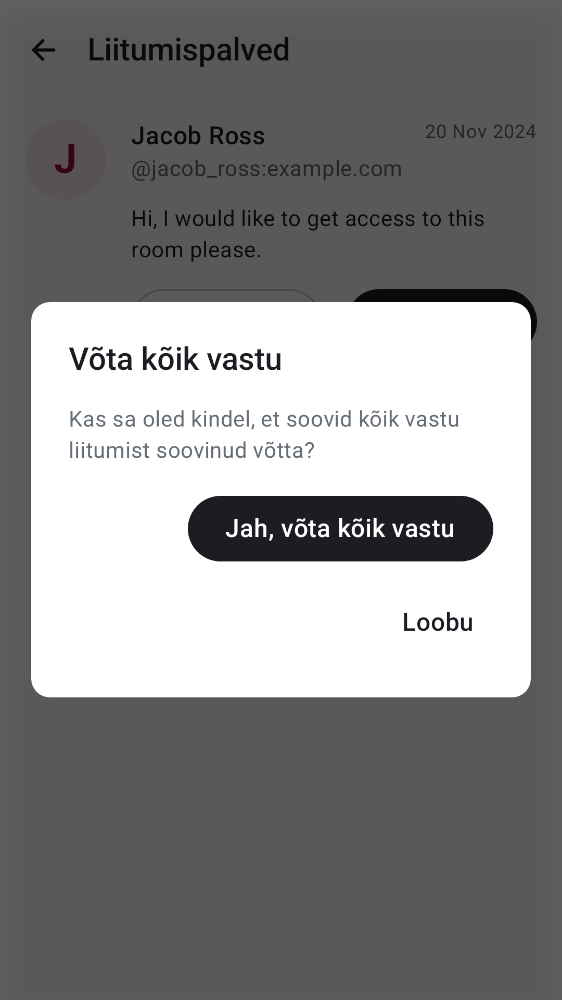 Liitumispalved
J
Jacob Ross
20 Nov 2024
@jacob_ross:example.com
Hi, I would like to get access to this
room please.
Võta kõik vastu
Kas sa oled kindel, et soovid kõik vastu
liitumist soovinud võtta?
Jah, võta kõik vastu
Loobu